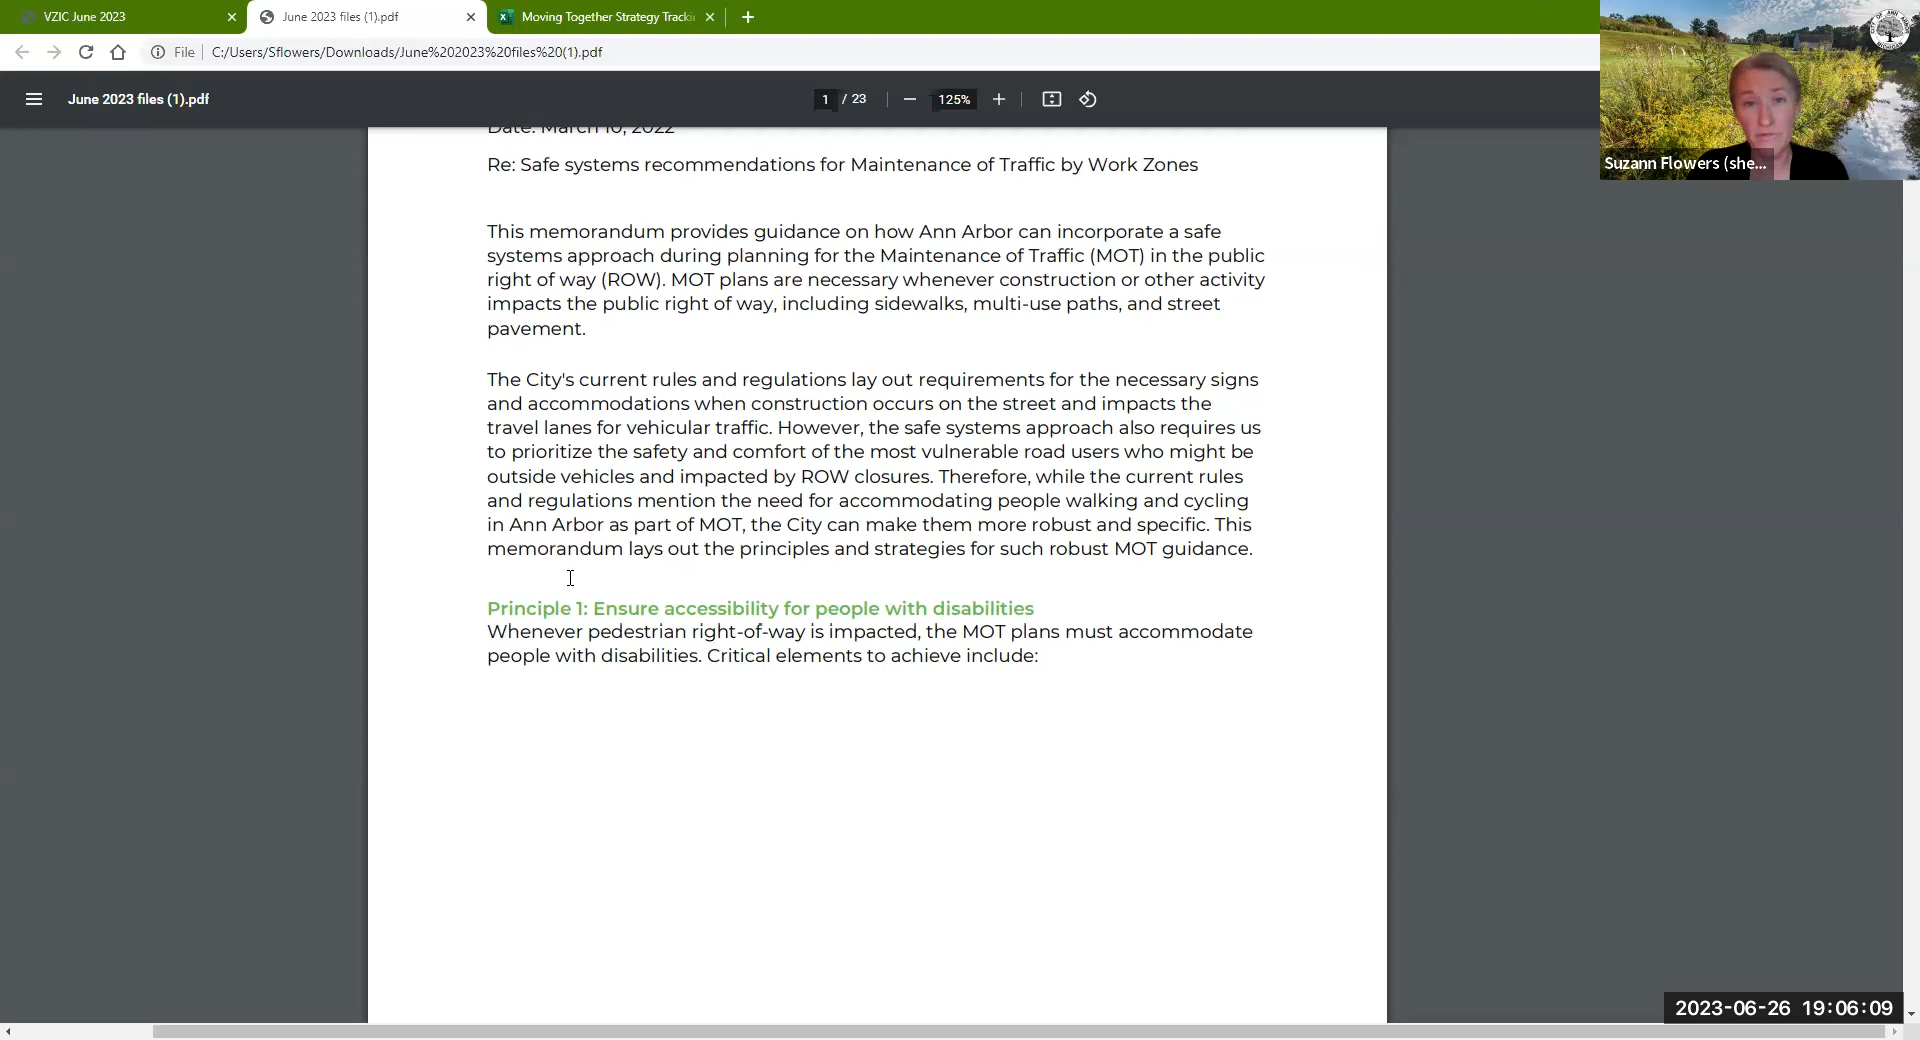 VZIC June 2023
June 2023 files (1).pdf
Moving Together Strategy Tracki
File
C:/Users/Sflowers/Downloads/June%202023%20files%20(1).pdf
June 2023 files (1).pdf
1 / 23
125%
Suzann Flowers (she...
Date: March 10, 2022
Re: Safe systems recommendations for Maintenance of Traffic by Work Zones
This memorandum provides guidance on how Ann Arbor can incorporate a safe
systems approach during planning for the Maintenance of Traffic (MOT) in the public
right of way (ROW). MOT plans are necessary whenever construction or other activity
impacts the public right of way, including sidewalks, multi-use paths, and street
pavement.
The City's current rules and regulations lay out requirements for the necessary signs
and accommodations when construction occurs on the street and impacts the
travel lanes for vehicular traffic. However, the safe systems approach also requires us
to prioritize the safety and comfort of the most vulnerable road users who might be
outside vehicles and impacted by ROW closures. Therefore, while the current rules
and regulations mention the need for accommodating people walking and cycling
in Ann Arbor as part of MOT, the City can make them more robust and specific. This
memorandum lays out the principles and strategies for such robust MOT guidance.
Principle 1: Ensure accessibility for people with disabilities
Whenever pedestrian right-of-way is impacted, the MOT plans must accommodate
people with disabilities. Critical elements to achieve include:
2023-06-26 19:06:09